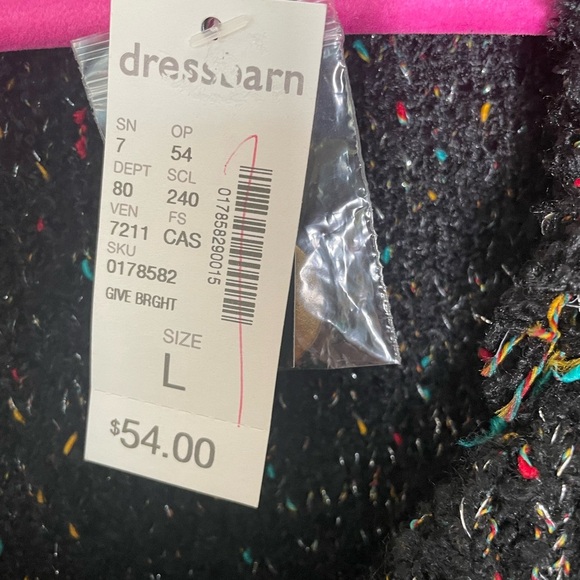 dressbarn
SN OP
7 54
DEPT SCL
80 240
VEN FS
7211 CAS
SKU
0178582
GIVE BRGHT
017858290015
SIZE
L
$54.00